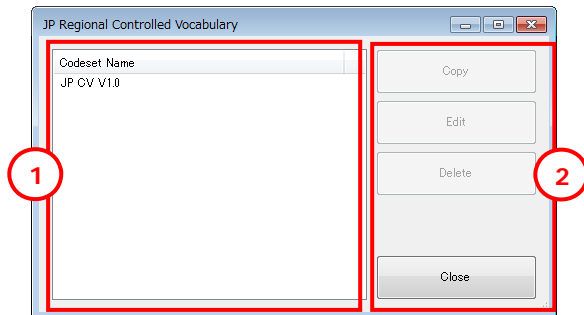 JP Regional Controlled Vocabulary
Codeset Name
JP CV V1.0
Copy
Edit
Delete
Close
1
2